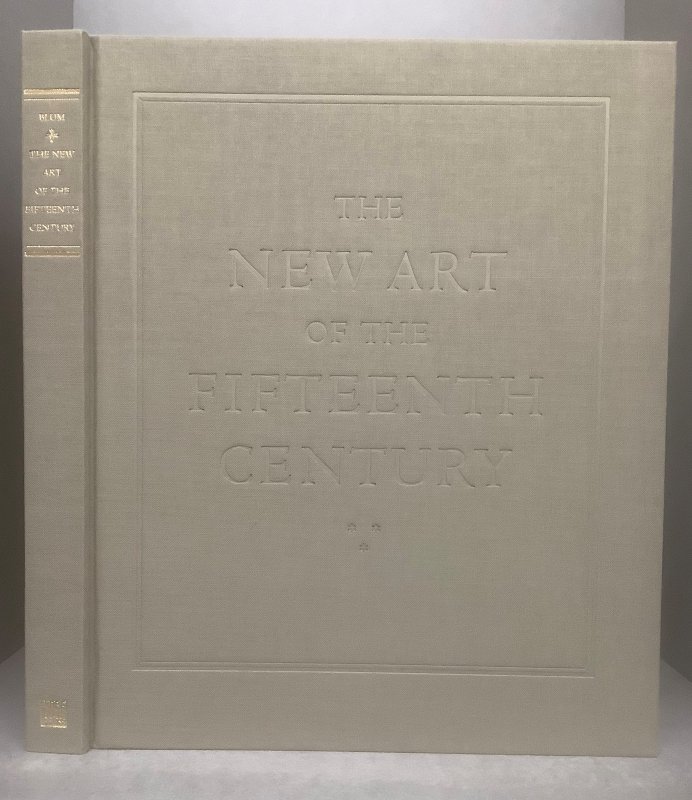 BLUM
THE NEW
ART
OF THE
FIFTEENTH
CENTURY
THE
NEW ART
OF THE
FIFTEENTH
CENTURY